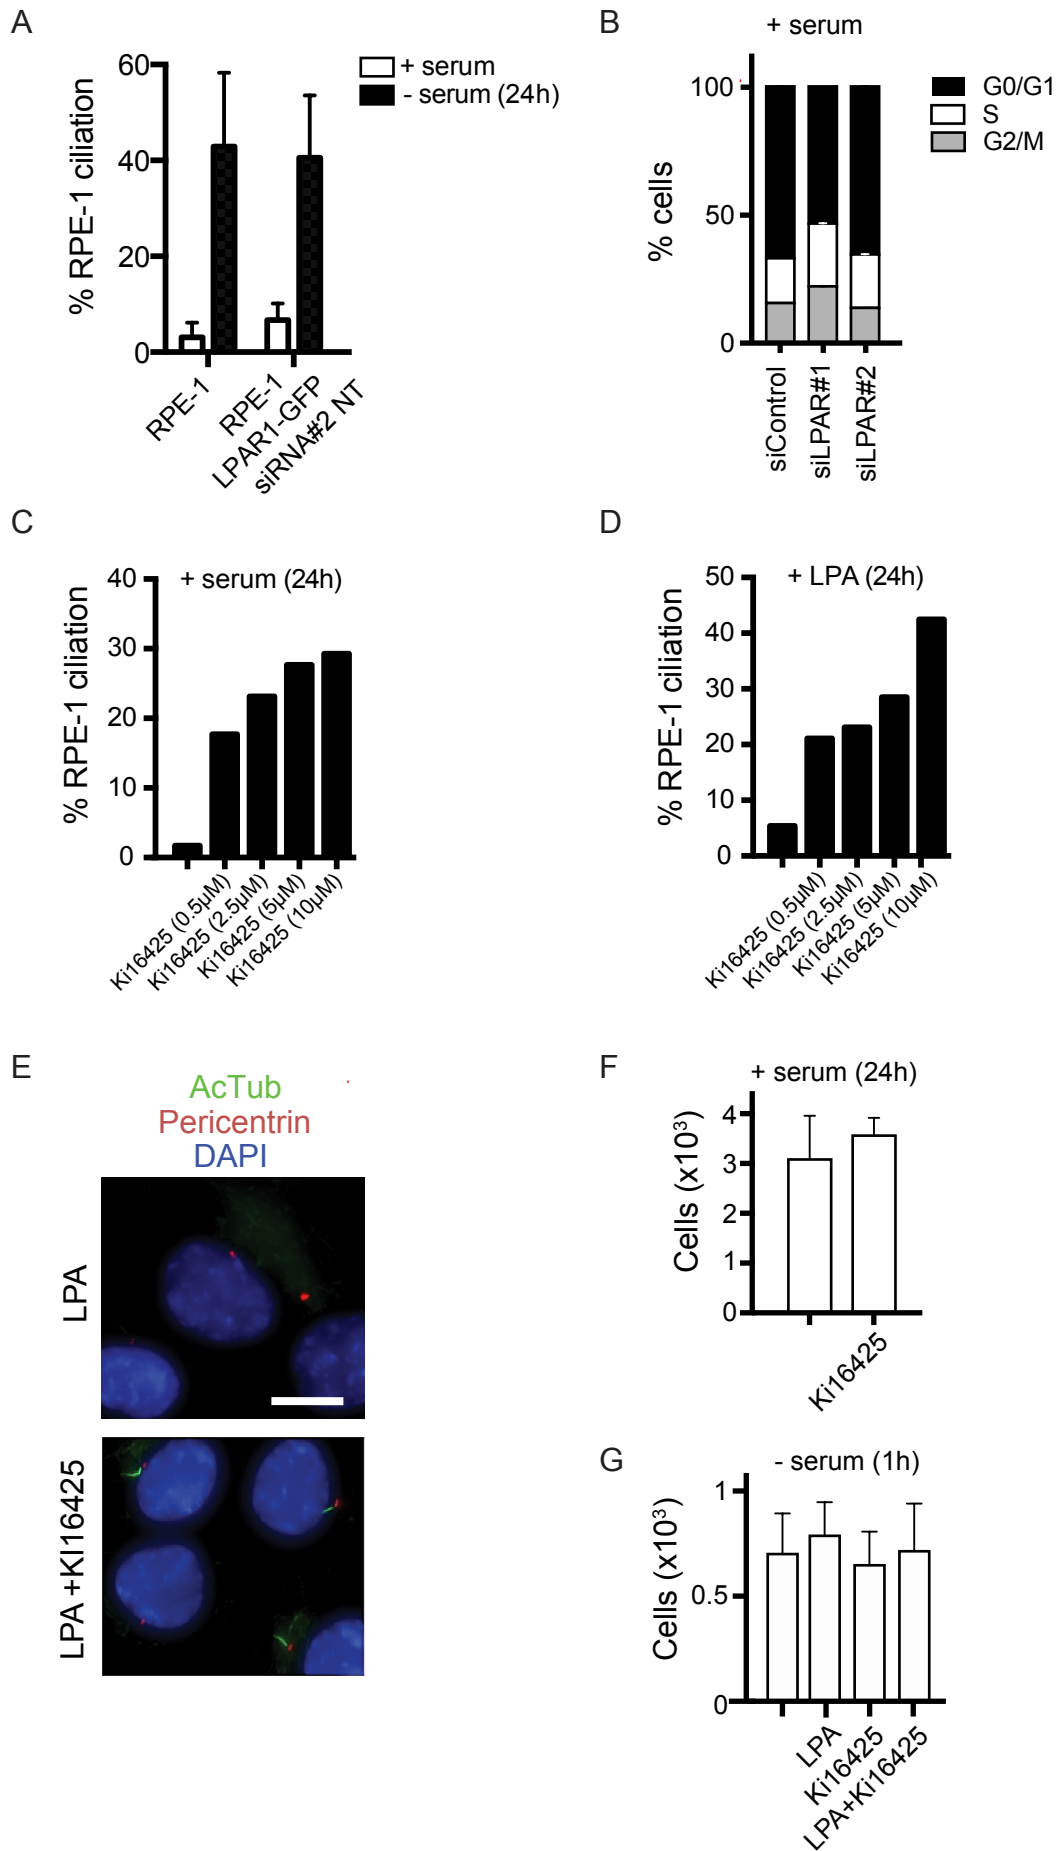 A
60
40
20
0
% RPE-1 ciliation
+ serum
- serum (24h)
RPE-1
RPE-1
LPAR1-GFP
siRNA#2 NT
B
+ serum
100
50
0
% cells
G0/G1
S
G2/M
siControl
siLPAR#1
siLPAR#2
C
+ serum (24h)
40
30
20
10
0
% RPE-1 ciliation
Ki16425 (0.5µM)
Ki16425 (2.5µM)
Ki16425 (5µM)
Ki16425 (10µM)
D
+ LPA (24h)
50
40
30
20
10
0
% RPE-1 ciliation
Ki16425 (0.5µM)
Ki16425 (2.5µM)
Ki16425 (5µM)
Ki16425 (10µM)
E
AcTub
Pericentrin
DAPI
LPA
LPA +KI16425
F
+ serum (24h)
4
3
2
1
0
Cells (x10³)
Ki16425
G
- serum (1h)
1
0.5
0
Cells (x10³)
LPA
Ki16425
LPA+Ki16425